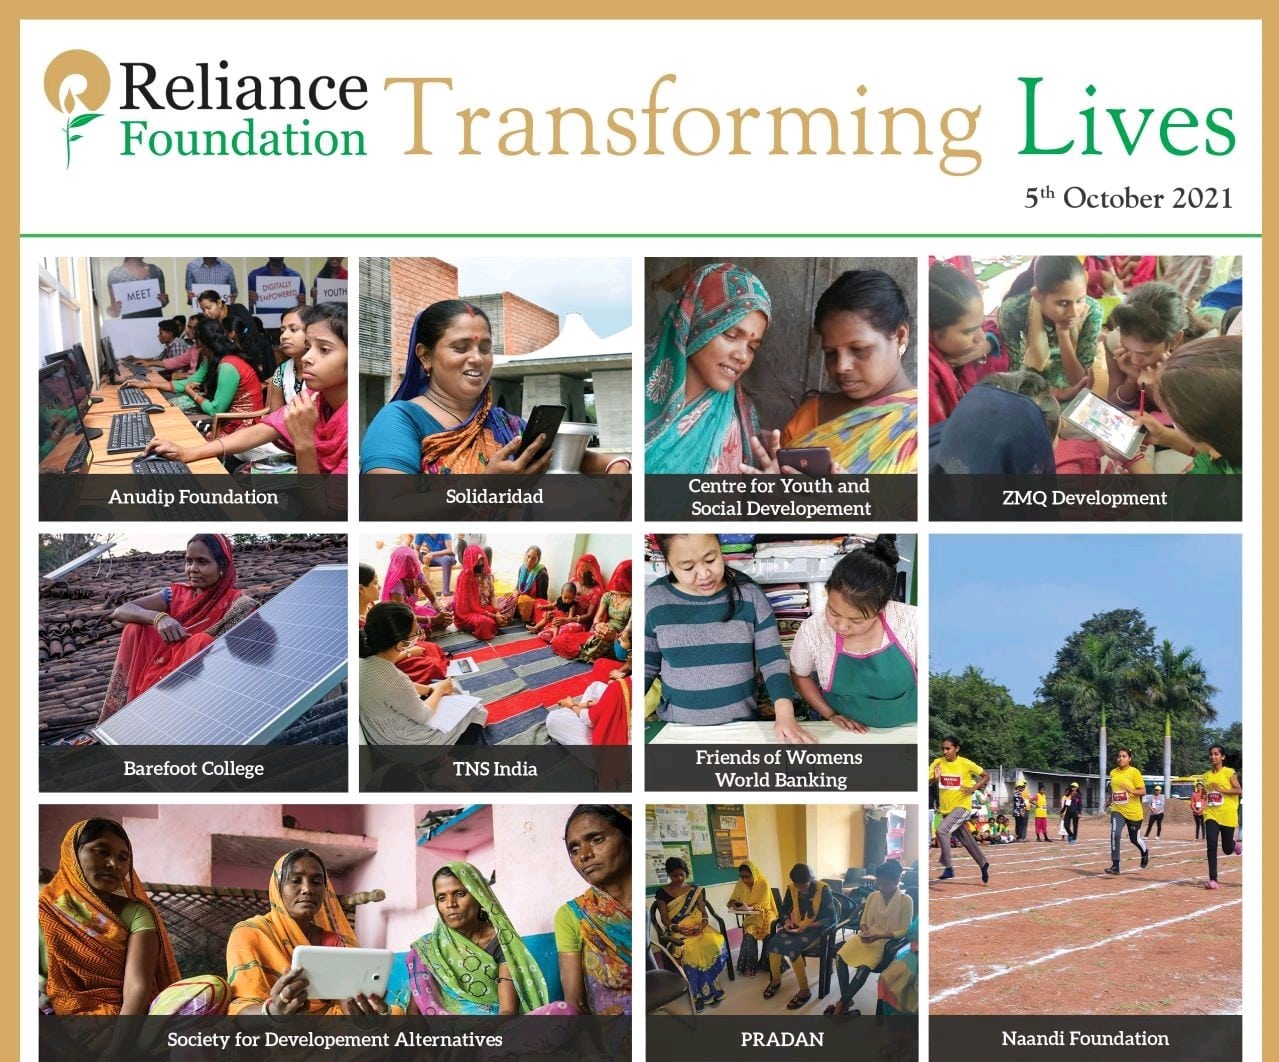 Reliance
Foundation
Transforming Lives
5th October 2021
MEET
DIGITALLY
EMPOWERED
YOUTH
Anudip Foundation
Solidaridad
Centre for Youth and
Social Developement
ZMQ Development
Barefoot College
TNS India
Friends of Womens
World Banking
Society for Developement Alternatives
PRADAN
Naandi Foundation